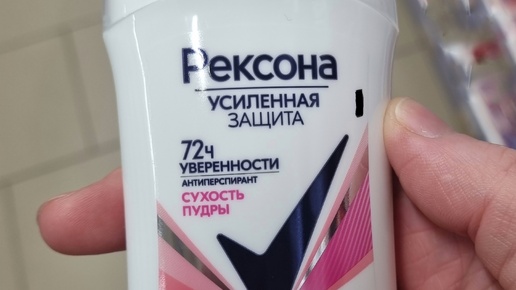 Рексона
УСИЛЕННАЯ
ЗАЩИТА
72ч
УВЕРЕННОСТИ
АНТИПЕРСПИРАНТ
СУХОСТЬ
ПУДРЫ